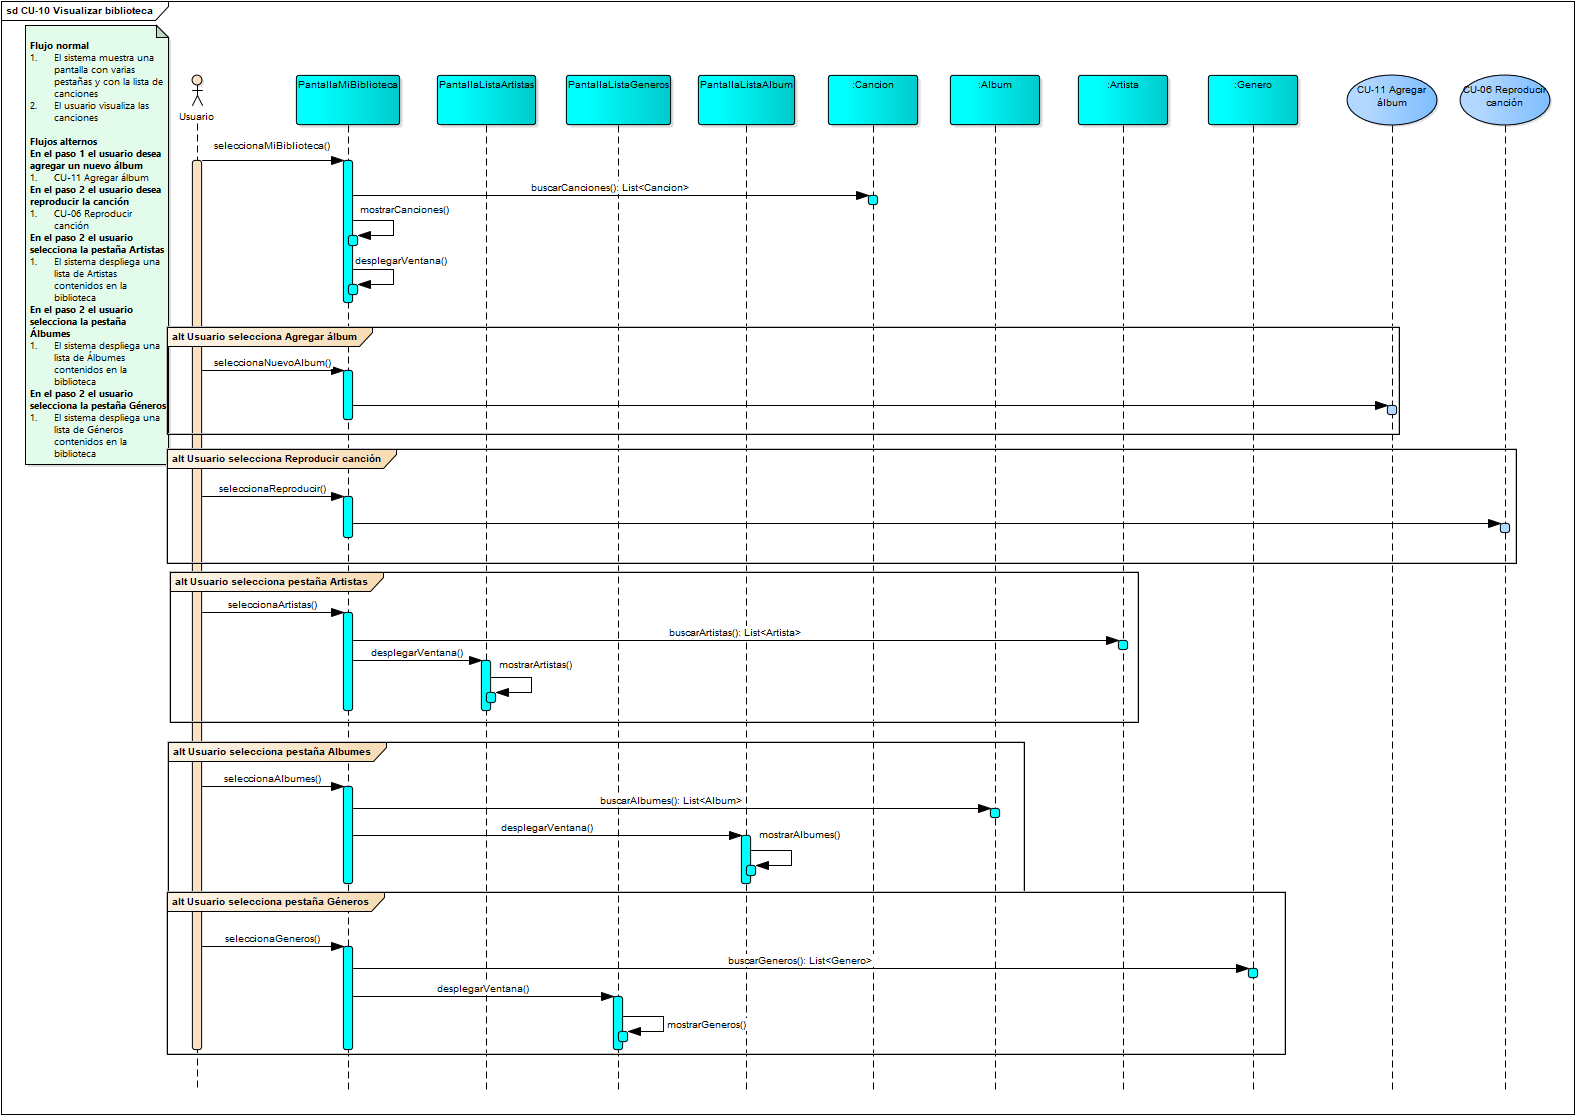 sd CU-10 Visualizar biblioteca
Flujo normal
1. El sistema muestra una
pantalla con varias
pestañas y con la lista de
canciones
2. El usuario visualiza las
canciones
Flujos alternos
En el paso 1 el usuario desea
agregar un nuevo álbum
1. CU-11 Agregar álbum
En el paso 2 el usuario desea
reproducir la canción
1. CU-06 Reproducir
canción
En el paso 2 el usuario
selecciona la pestaña Artistas
1. El sistema despliega una
lista de Artistas
contenidos en la
biblioteca
En el paso 2 el usuario
selecciona la pestaña
Álbumes
1. El sistema despliega una
lista de Álbumes
contenidos en la
biblioteca
En el paso 2 el usuario
selecciona la pestaña Géneros
1. El sistema despliega una
lista de Géneros
contenidos en la
biblioteca
Usuario
PantallaMiBiblioteca
PantallaListaArtistas
PantallaListaGeneros
PantallaListaAlbum
:Cancion
:Album
:Artista
:Genero
CU-11 Agregar
álbum
CU-06 Reproducir
canción
seleccionaMiBiblioteca()
buscarCanciones(): List<Cancion>
mostrarCanciones()
desplegarVentana()
alt Usuario selecciona Agregar álbum
seleccionaNuevoAlbum()
alt Usuario selecciona Reproducir canción
seleccionaReproducir()
alt Usuario selecciona pestaña Artistas
seleccionaArtistas()
buscarArtistas(): List<Artista>
desplegarVentana()
mostrarArtistas()
alt Usuario selecciona pestaña Albumes
seleccionaAlbumes()
buscarAlbumes(): List<Album>
desplegarVentana()
mostrarAlbumes()
alt Usuario selecciona pestaña Géneros
seleccionaGeneros()
buscarGeneros(): List<Genero>
desplegarVentana()
mostrarGeneros()